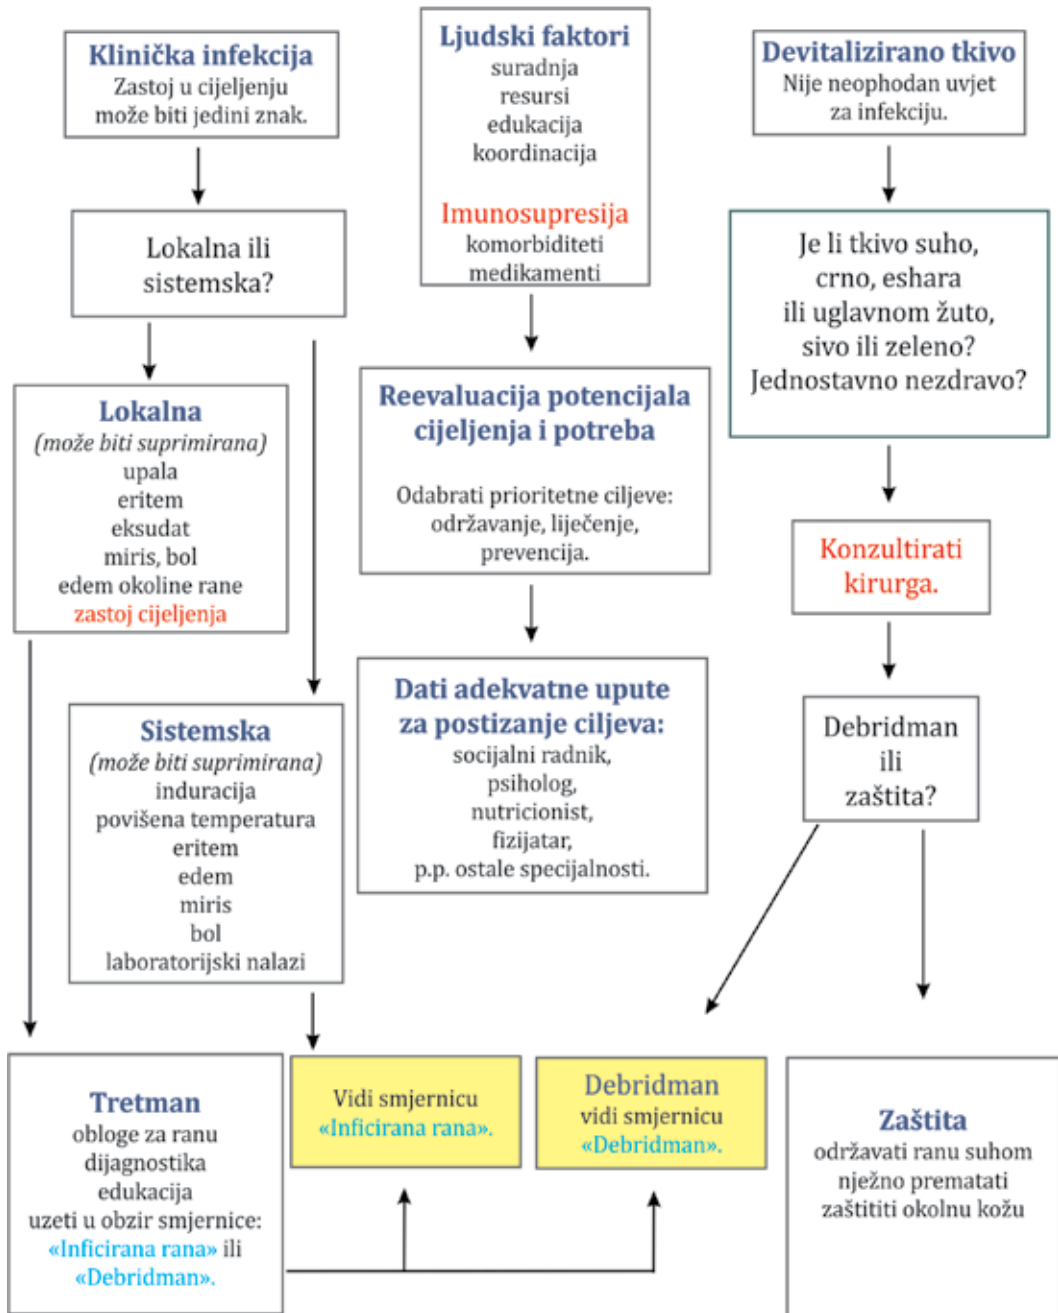 Klinička infekcija
Zastoj u cijeljenju
može biti jedini znak.
Lokalna ili
sistemska?
Lokalna
(može biti suprimirana)
upala
eritem
eksudat
miris, bol
edem okoline rane
zastoj cijeljenja
Sistemska
(može biti suprimirana)
induracija
povišena temperatura
eritem
edem
miris
bol
laboratorijski nalazi
Tretman
obloge za ranu
dijagnostika
edukacija
uzeti u obzir smjernice:
«Inficirana rana» ili
«Debridman».
Ljudski faktori
suradnja
resursi
edukacija
koordinacija
Imunosupresija
komorbiditeti
medikamenti
Reevaluacija potencijala
cijeljenja i potreba
Odabrati prioritetne ciljeve:
održavanje, liječenje,
prevencija.
Dati adekvatne upute
za postizanje ciljeva:
socijalni radnik,
psiholog,
nutricionist,
fizijatar,
p.p. ostale specijalnosti.
Vidi smjernicu
«Inficirana rana».
Devitalizirano tkivo
Nije neophodan uvjet
za infekciju.
Je li tkivo suho,
crno, eshara
ili uglavnom žuto,
sivo ili zeleno?
Jednostavno nezdravo?
Konzultirati
kirurga.
Debridman
ili
zaštita?
Debridman
vidi smjernicu
«Debridman».
Zaštita
održavati ranu suhom
nježno prematati
zaštititi okolnu kožu